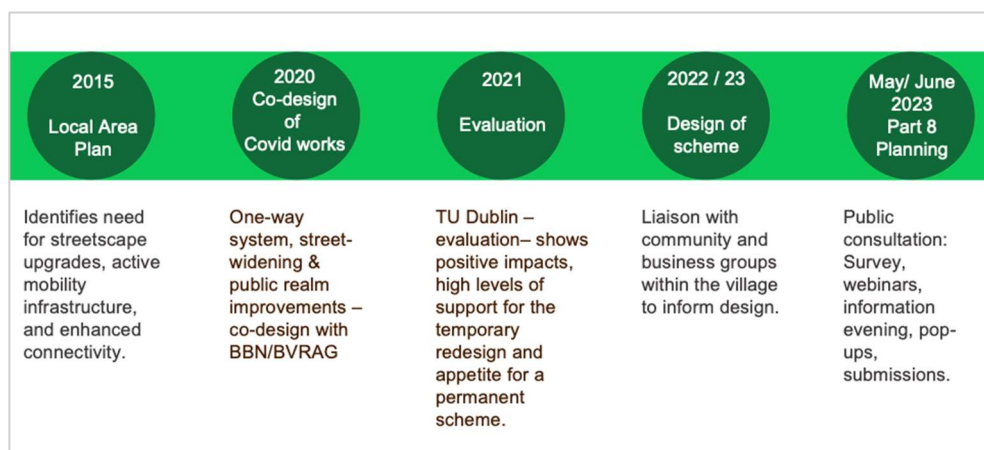 2015
Local Area
Plan
2020
Co-design
of
Covid works
2021
Evaluation
2022 / 23
Design of
scheme
May/ June
2023
Part 8
Planning
Identifies need
for streetscape
upgrades, active
mobility
infrastructure,
and enhanced
connectivity.
One-way
system, street-
widening &
public realm
improvements –
co-design with
BBN/BVRAG
TU Dublin –
evaluation– shows
positive impacts,
high levels of
support for the
temporary
redesign and
appetite for a
permanent
scheme.
Liaison with
community and
business groups
within the village
to inform design.
Public
consultation:
Survey,
webinars,
information
evening, pop-
ups,
submissions.